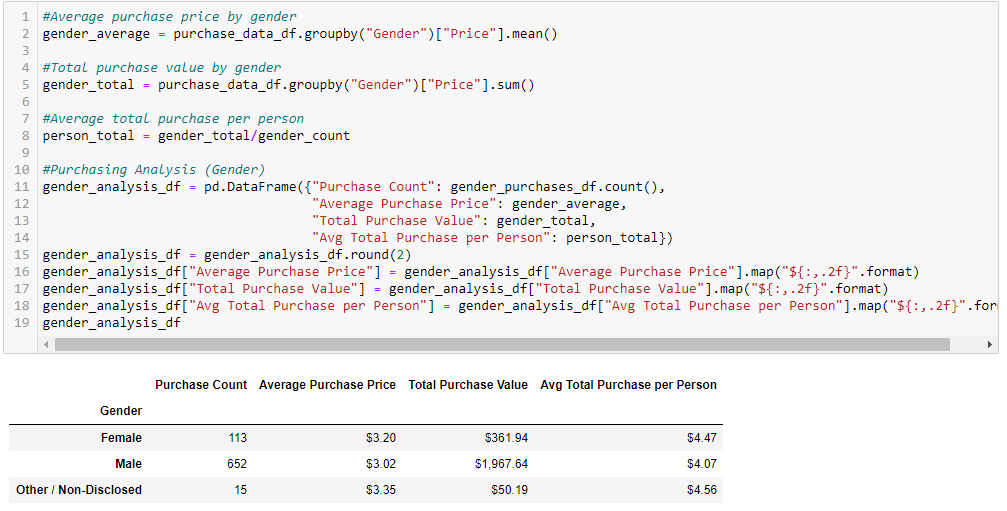 1 #Average purchase price by gender
2 gender_average = purchase_data_df.groupby("Gender")["Price"].mean()
3
4 #Total purchase value by gender
5 gender_total = purchase_data_df.groupby("Gender")["Price"].sum()
6
7 #Average total purchase per person
8 person_total = gender_total/gender_count
9
10 #Purchasing Analysis (Gender)
11 gender_analysis_df = pd.DataFrame({"Purchase Count": gender_purchases_df.count(),
12 "Average Purchase Price": gender_average,
13 "Total Purchase Value": gender_total,
14 "Avg Total Purchase per Person": person_total})
15 gender_analysis_df = gender_analysis_df.round(2)
16 gender_analysis_df["Average Purchase Price"] = gender_analysis_df["Average Purchase Price"].map("${:,.2f}".format)
17 gender_analysis_df["Total Purchase Value"] = gender_analysis_df["Total Purchase Value"].map("${:,.2f}".format)
18 gender_analysis_df["Avg Total Purchase per Person"] = gender_analysis_df["Avg Total Purchase per Person"].map("${:,.2f}".for
19 gender_analysis_df
Purchase Count Average Purchase Price Total Purchase Value Avg Total Purchase per Person
Gender
Female 113 $3.20 $361.94 $4.47
Male 652 $3.02 $1,967.64 $4.07
Other / Non-Disclosed 15 $3.35 $50.19 $4.56